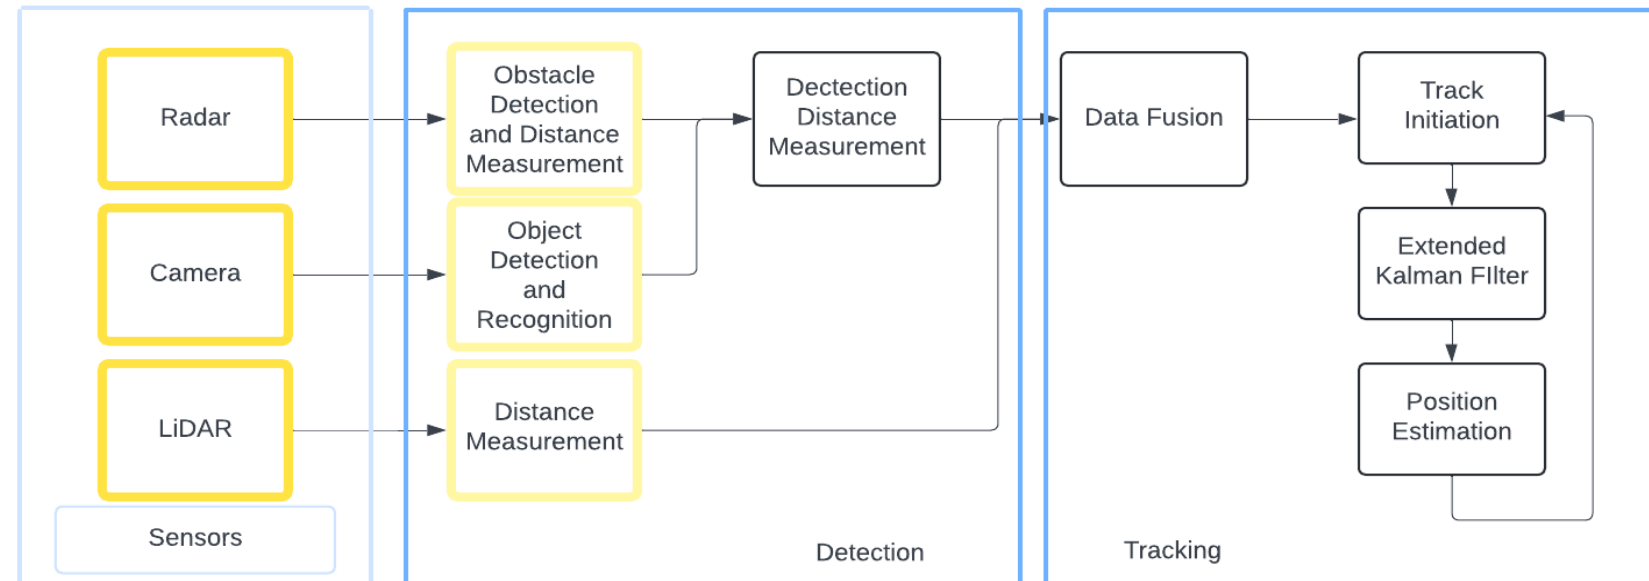 Radar
Obstacle
Detection
and Distance
Measurement
Dectection
Distance
Measurement
Data Fusion
Track
Initiation
Camera
Object
Detection
and
Recognition
Extended
Kalman FIlter
LiDAR
Distance
Measurement
Position
Estimation
Sensors
Detection
Tracking